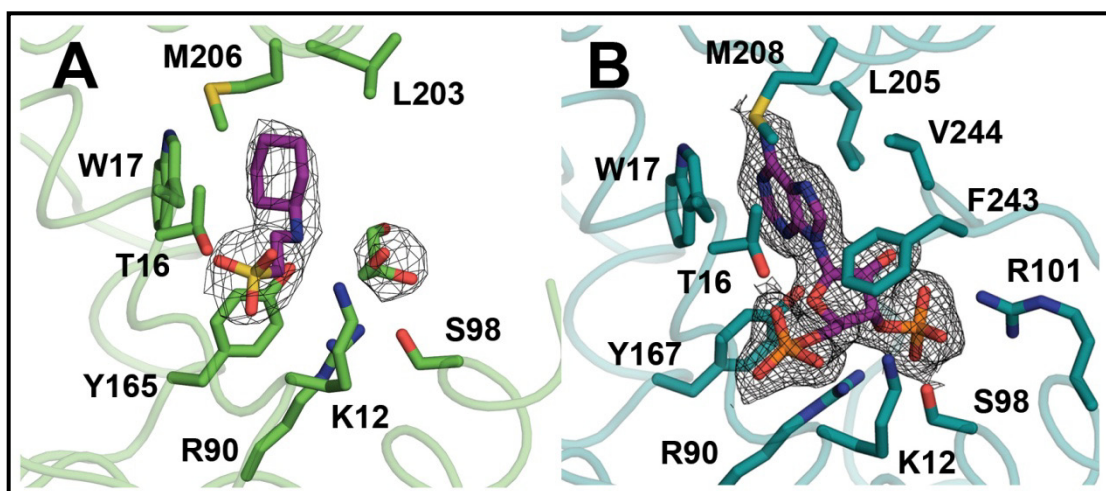 A
M206
L203
W17
T16
Y165
S98
R90
K12
B
M208
L205
V244
W17
F243
T16
R101
Y167
S98
R90
K12